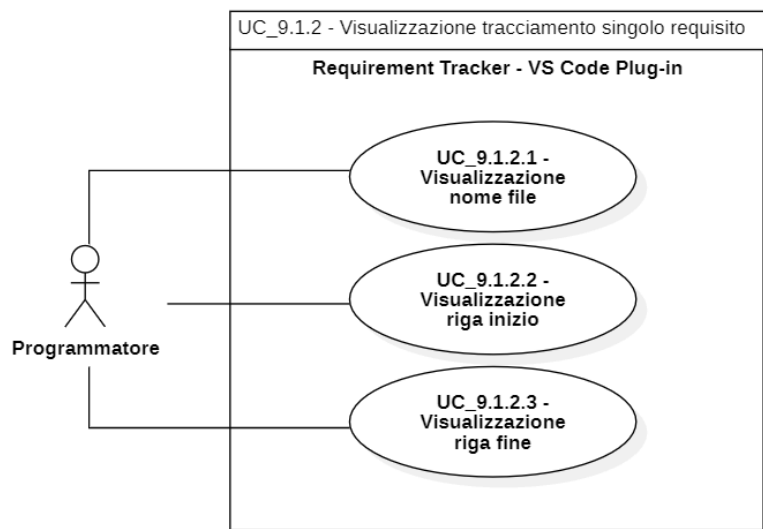 UC_9.1.2 - Visualizzazione tracciamento singolo requisito
Requirement Tracker - VS Code Plug-in
UC_9.1.2.1 -
Visualizzazione
nome file
UC_9.1.2.2 -
Visualizzazione
riga inizio
Programmatore
UC_9.1.2.3 -
Visualizzazione
riga fine